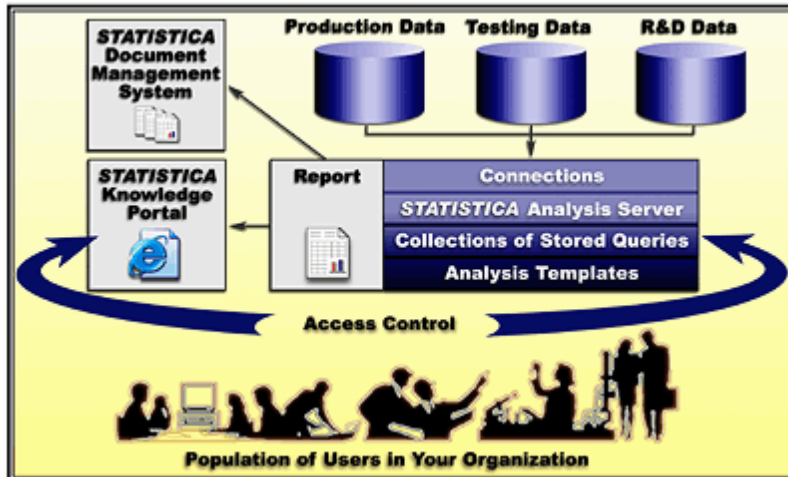 STATISTICA
Document
Management
System
Production Data
Testing Data
R&D Data
STATISTICA
Knowledge
Portal
Report
Connections
STATISTICA Analysis Server
Collections of Stored Queries
Analysis Templates
Access Control
Population of Users in Your Organization